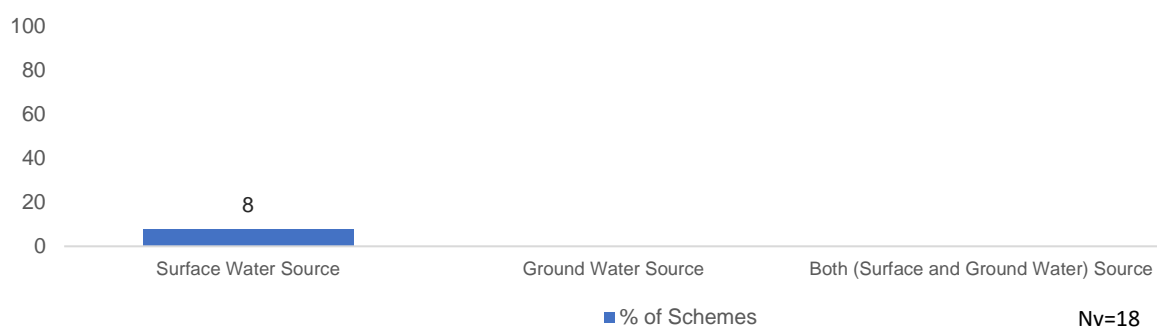 100
80
60
40
20
0
8
Surface Water Source
Ground Water Source
Both (Surface and Ground Water) Source
% of Schemes
Nv=18